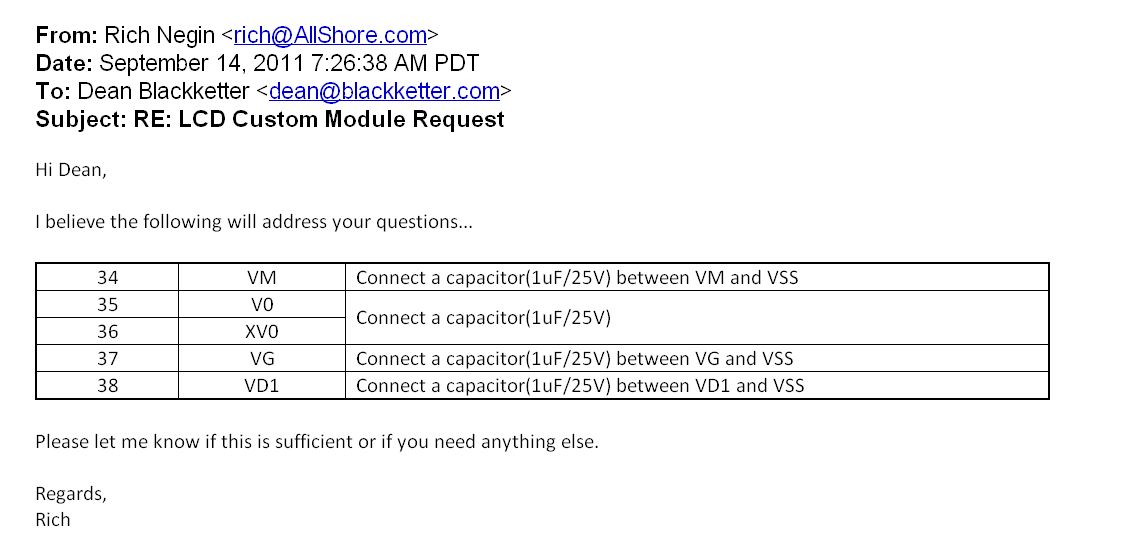 From: Rich Negin <rich@AllShore.com>
Date: September 14, 2011 7:26:38 AM PDT
To: Dean Blackketter <dean@blackketter.com>
Subject: RE: LCD Custom Module Request
Hi Dean,
I believe the following will address your questions...
34 VM Connect a capacitor(1uF/25V) between VM and VSS
35 V0 Connect a capacitor(1uF/25V)
36 XV0
37 VG Connect a capacitor(1uF/25V) between VG and VSS
38 VD1 Connect a capacitor(1uF/25V) between VD1 and VSS
Please let me know if this is sufficient or if you need anything else.
Regards,
Rich